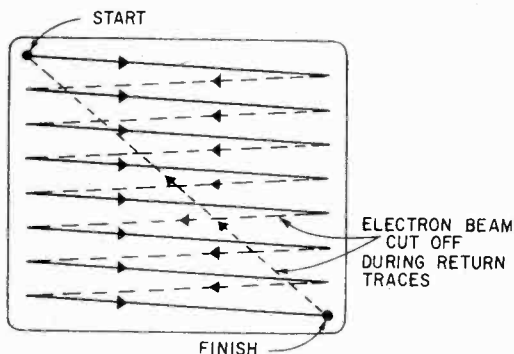 START
ELECTRON BEAM
CUT OFF
DURING RETURN
TRACES
FINISH